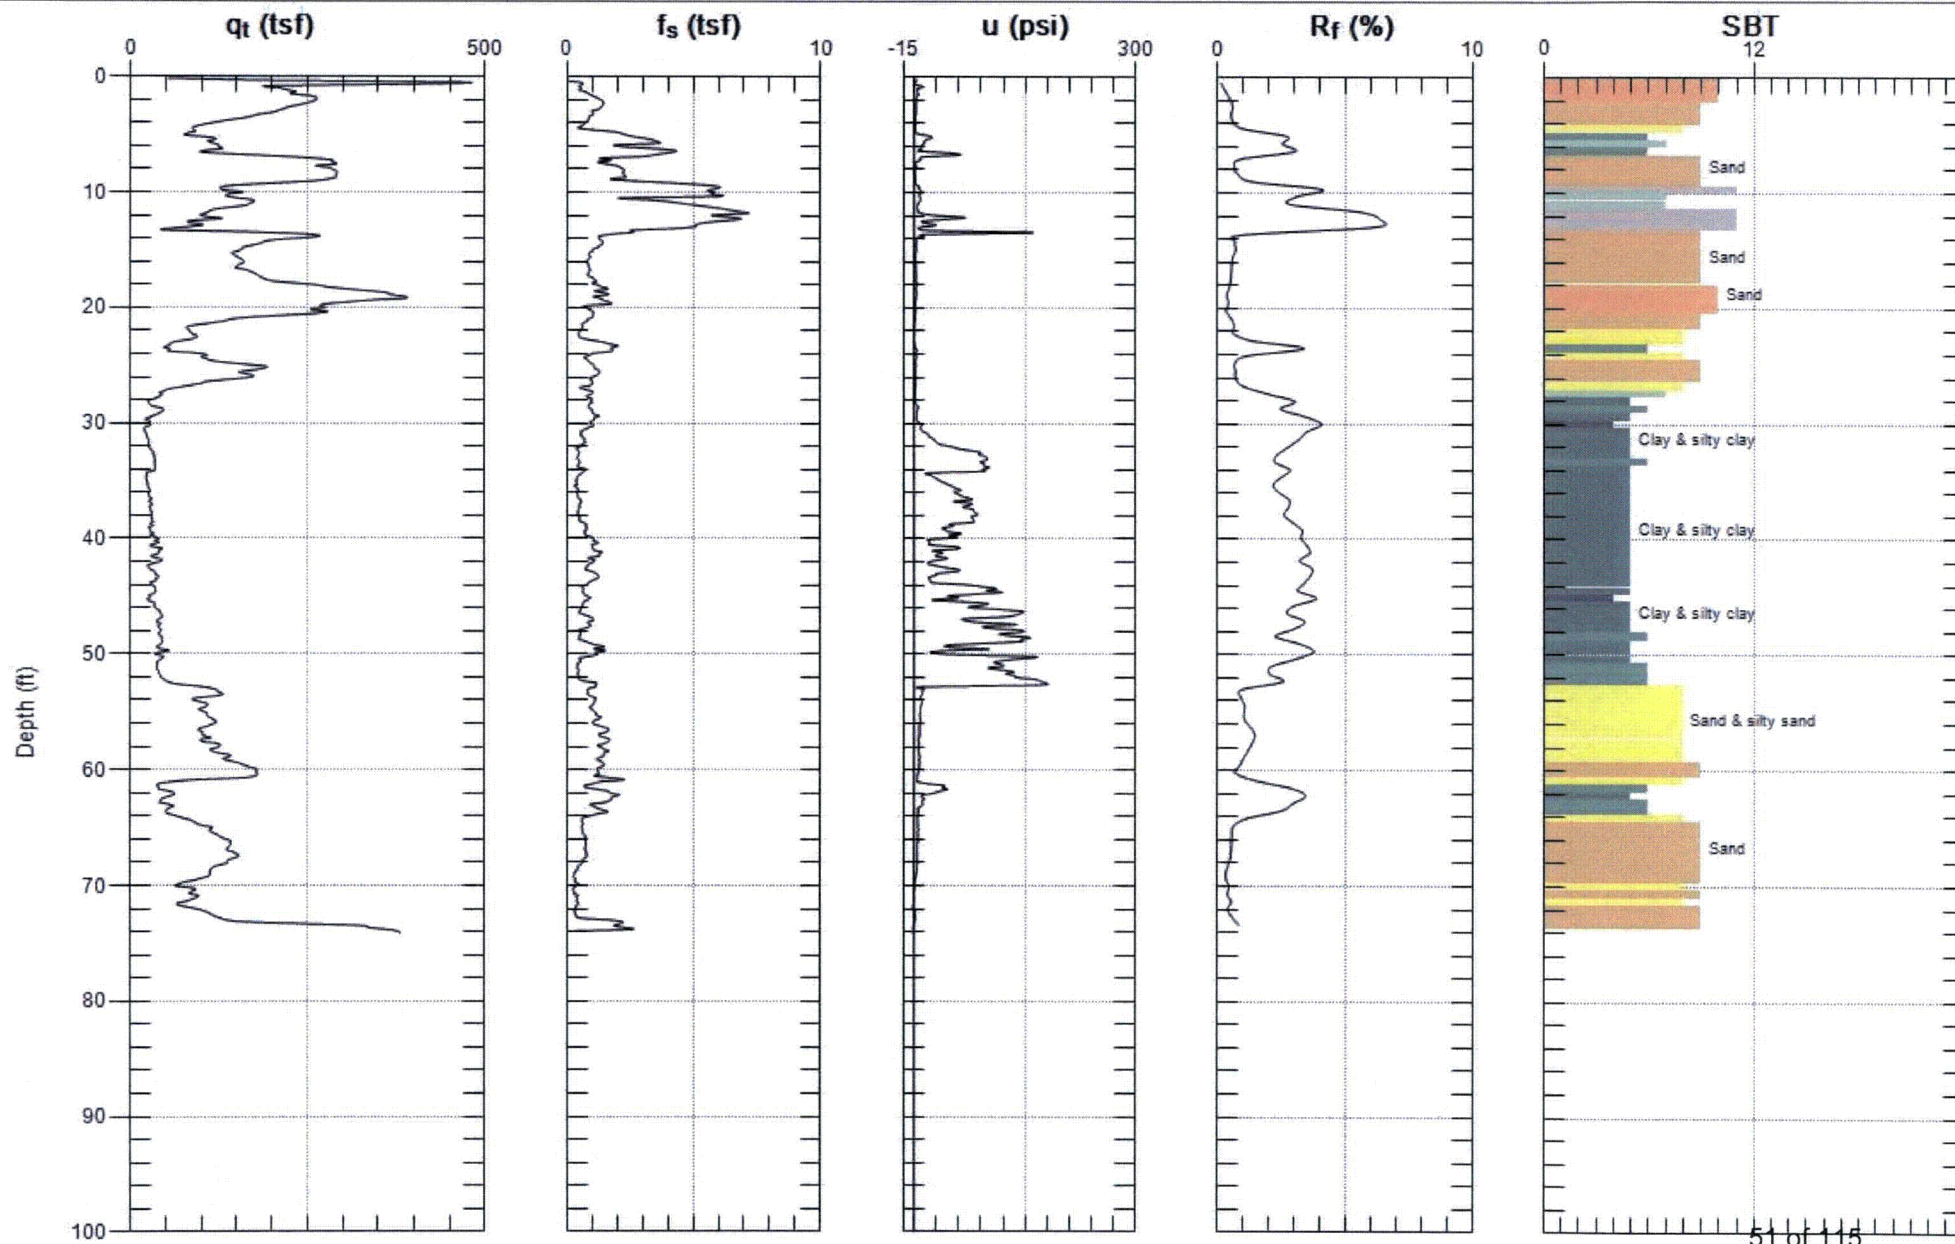 qt (tsf)
fs (tsf)
u (psi)
Rf (%)
SBT
0 500
0 10
-15 300
0 10
0 12
0
10
20
30
40
50
60
70
80
90
100
Depth (ft)
Sand
Sand
Sand
Clay & silty clay
Clay & silty clay
Clay & silty clay
Sand & silty sand
Sand
51 of 115